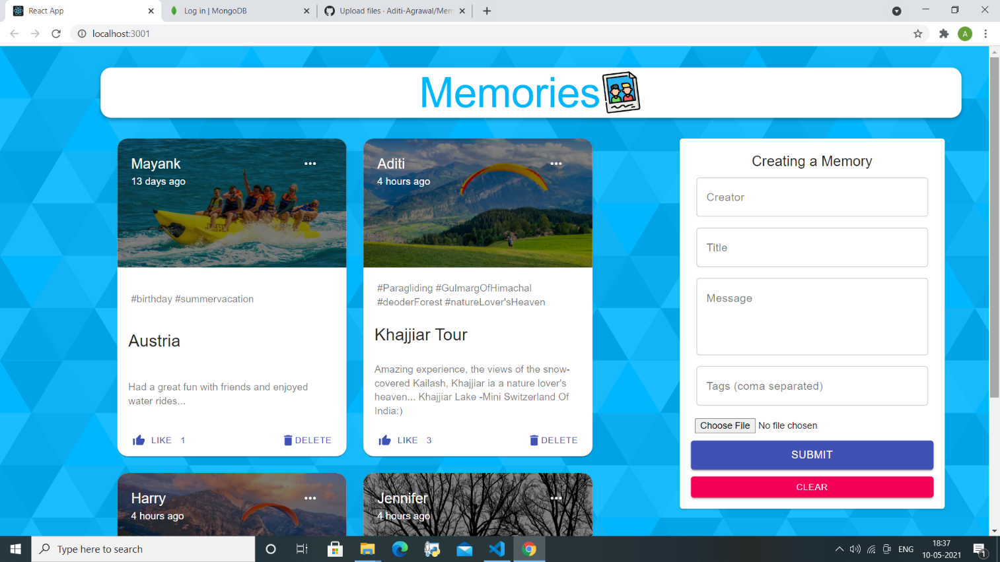 React App
Log in | MongoDB
Upload files · Aditi-Agrawal/Mem
localhost:3001
A
Memories
Mayank
13 days ago
#birthday #summervacation
Austria
Had a great fun with friends and enjoyed
water rides...
LIKE 1
DELETE
Aditi
4 hours ago
#Paragliding #GulmargOfHimachal
#deoderForest #natureLover'sHeaven
Khajjiar Tour
Amazing experience, the views of the snow-
covered Kailash, Khajjiar ia a nature lover's
heaven... Khajjiar Lake -Mini Switzerland Of
India:)
LIKE 3
DELETE
Harry
4 hours ago
Jennifer
4 hours ago
Creating a Memory
Creator
Title
Message
Tags (coma separated)
Choose File No file chosen
SUBMIT
CLEAR
Type here to search
ENG
18:37
10-05-2021
1